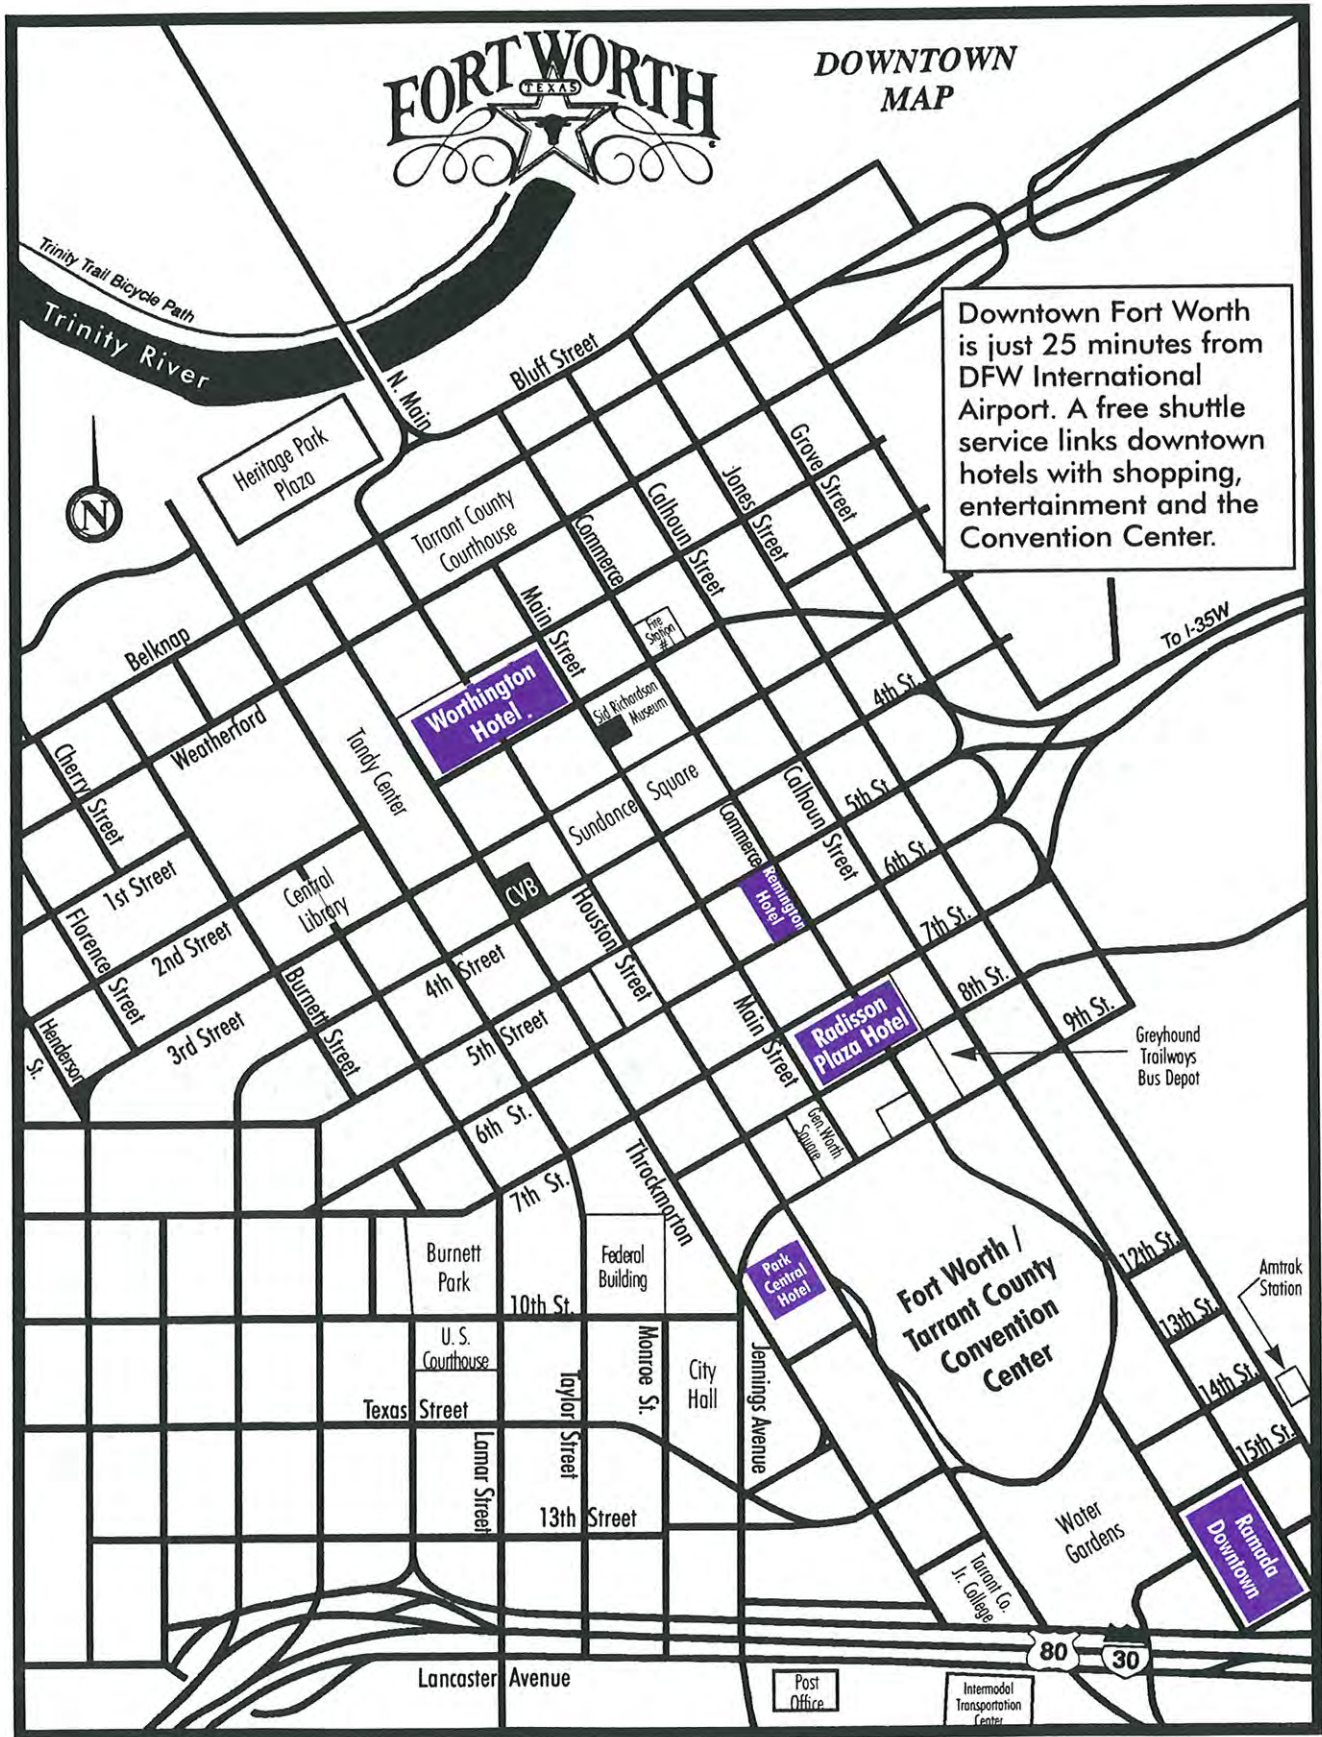 FORT WORTH
TEXAS
DOWNTOWN
MAP
Trinity Trail Bicycle Path
Trinity River
N. Main
Bluff Street
Downtown Fort Worth
is just 25 minutes from
DFW International
Airport. A free shuttle
service links downtown
hotels with shopping,
entertainment and the
Convention Center.
Heritage Park
Plaza
N
Tarrant County
Courthouse
Commerce
Calhoun Street
Jones Street
Grove Street
Main Street
Fire
Station
#
Belknap
Weatherford
To I-35W
Worthington
Hotel
Sid Richardson
Museum
4th St.
Cherry Street
Tandy Center
Sundance Square
Commerce
Calhoun Street
5th St
6th St.
1st Street
Central
Library
CVB
Remington
Hotel
Florence Street
2nd Street
Houston Street
7th St.
Burnett Street
4th Street
8th St.
9th St.
Henderson
St.
3rd Street
5th Street
Main Street
Radisson
Plaza Hotel
Greyhound
Trailways
Bus Depot
6th St.
Gen. Worth
Square
7th St.
Throckmorton
Burnett
Park
Federal
Building
Park
Central
Hotel
Fort Worth /
Tarrant County
Convention
Center
12th St.
Amtrak
Station
10th St.
13th St.
U. S.
Courthouse
Monroe St.
City
Hall
Jennings Avenue
14th St.
Texas Street
Taylor Street
15th St.
Lamar Street
13th Street
Water
Gardens
Ramada
Downtown
Tarrant Co.
Jr. College
80
30
Lancaster Avenue
Post
Office
Intermodal
Transportation
Center